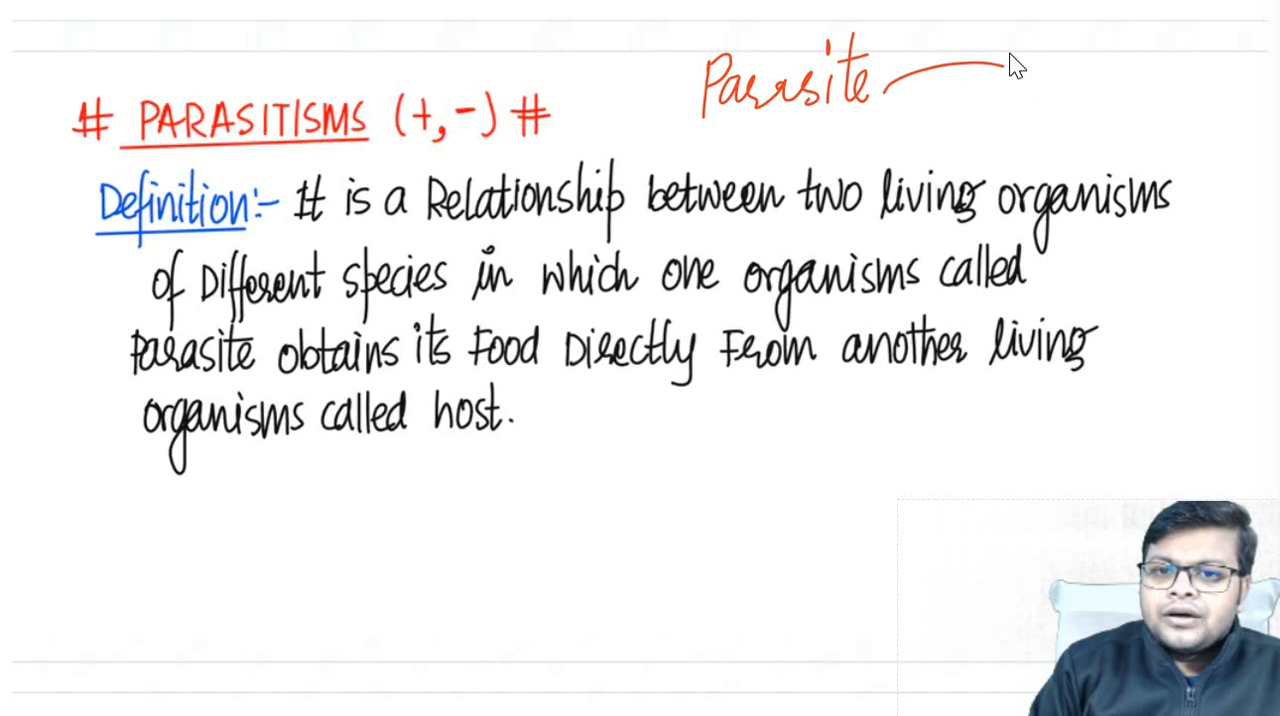 Parasite
# PARASITISMS (+,-) #
Definition:- It is a Relationship between two living organisms
of Different species in which one organisms called
Parasite obtains its Food Directly From another living
organisms called host.